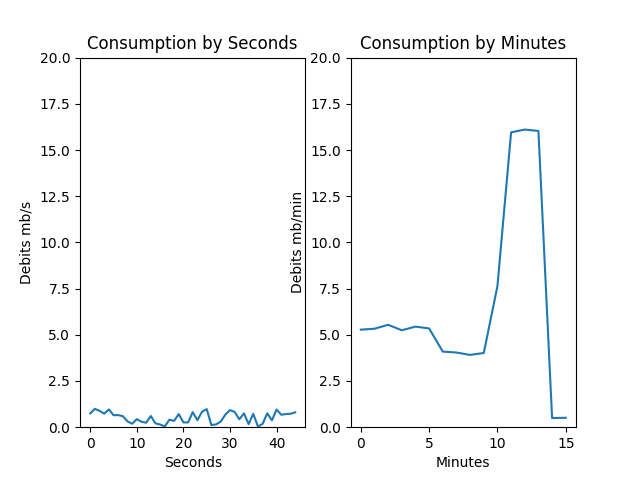 Consumption by Seconds
20.0
17.5
15.0
12.5
10.0
7.5
5.0
2.5
0.0
Debits mb/s
0 10 20 30 40
Seconds
Consumption by Minutes
20.0
17.5
15.0
12.5
10.0
7.5
5.0
2.5
0.0
Debits mb/min
0 5 10 15
Minutes